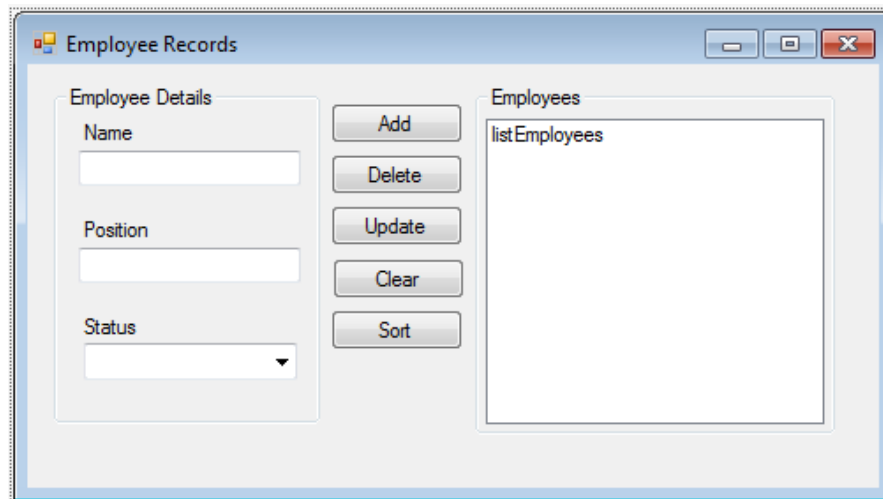 Employee Records
Employee Details
Name
Position
Status
Add
Delete
Update
Clear
Sort
Employees
listEmployees